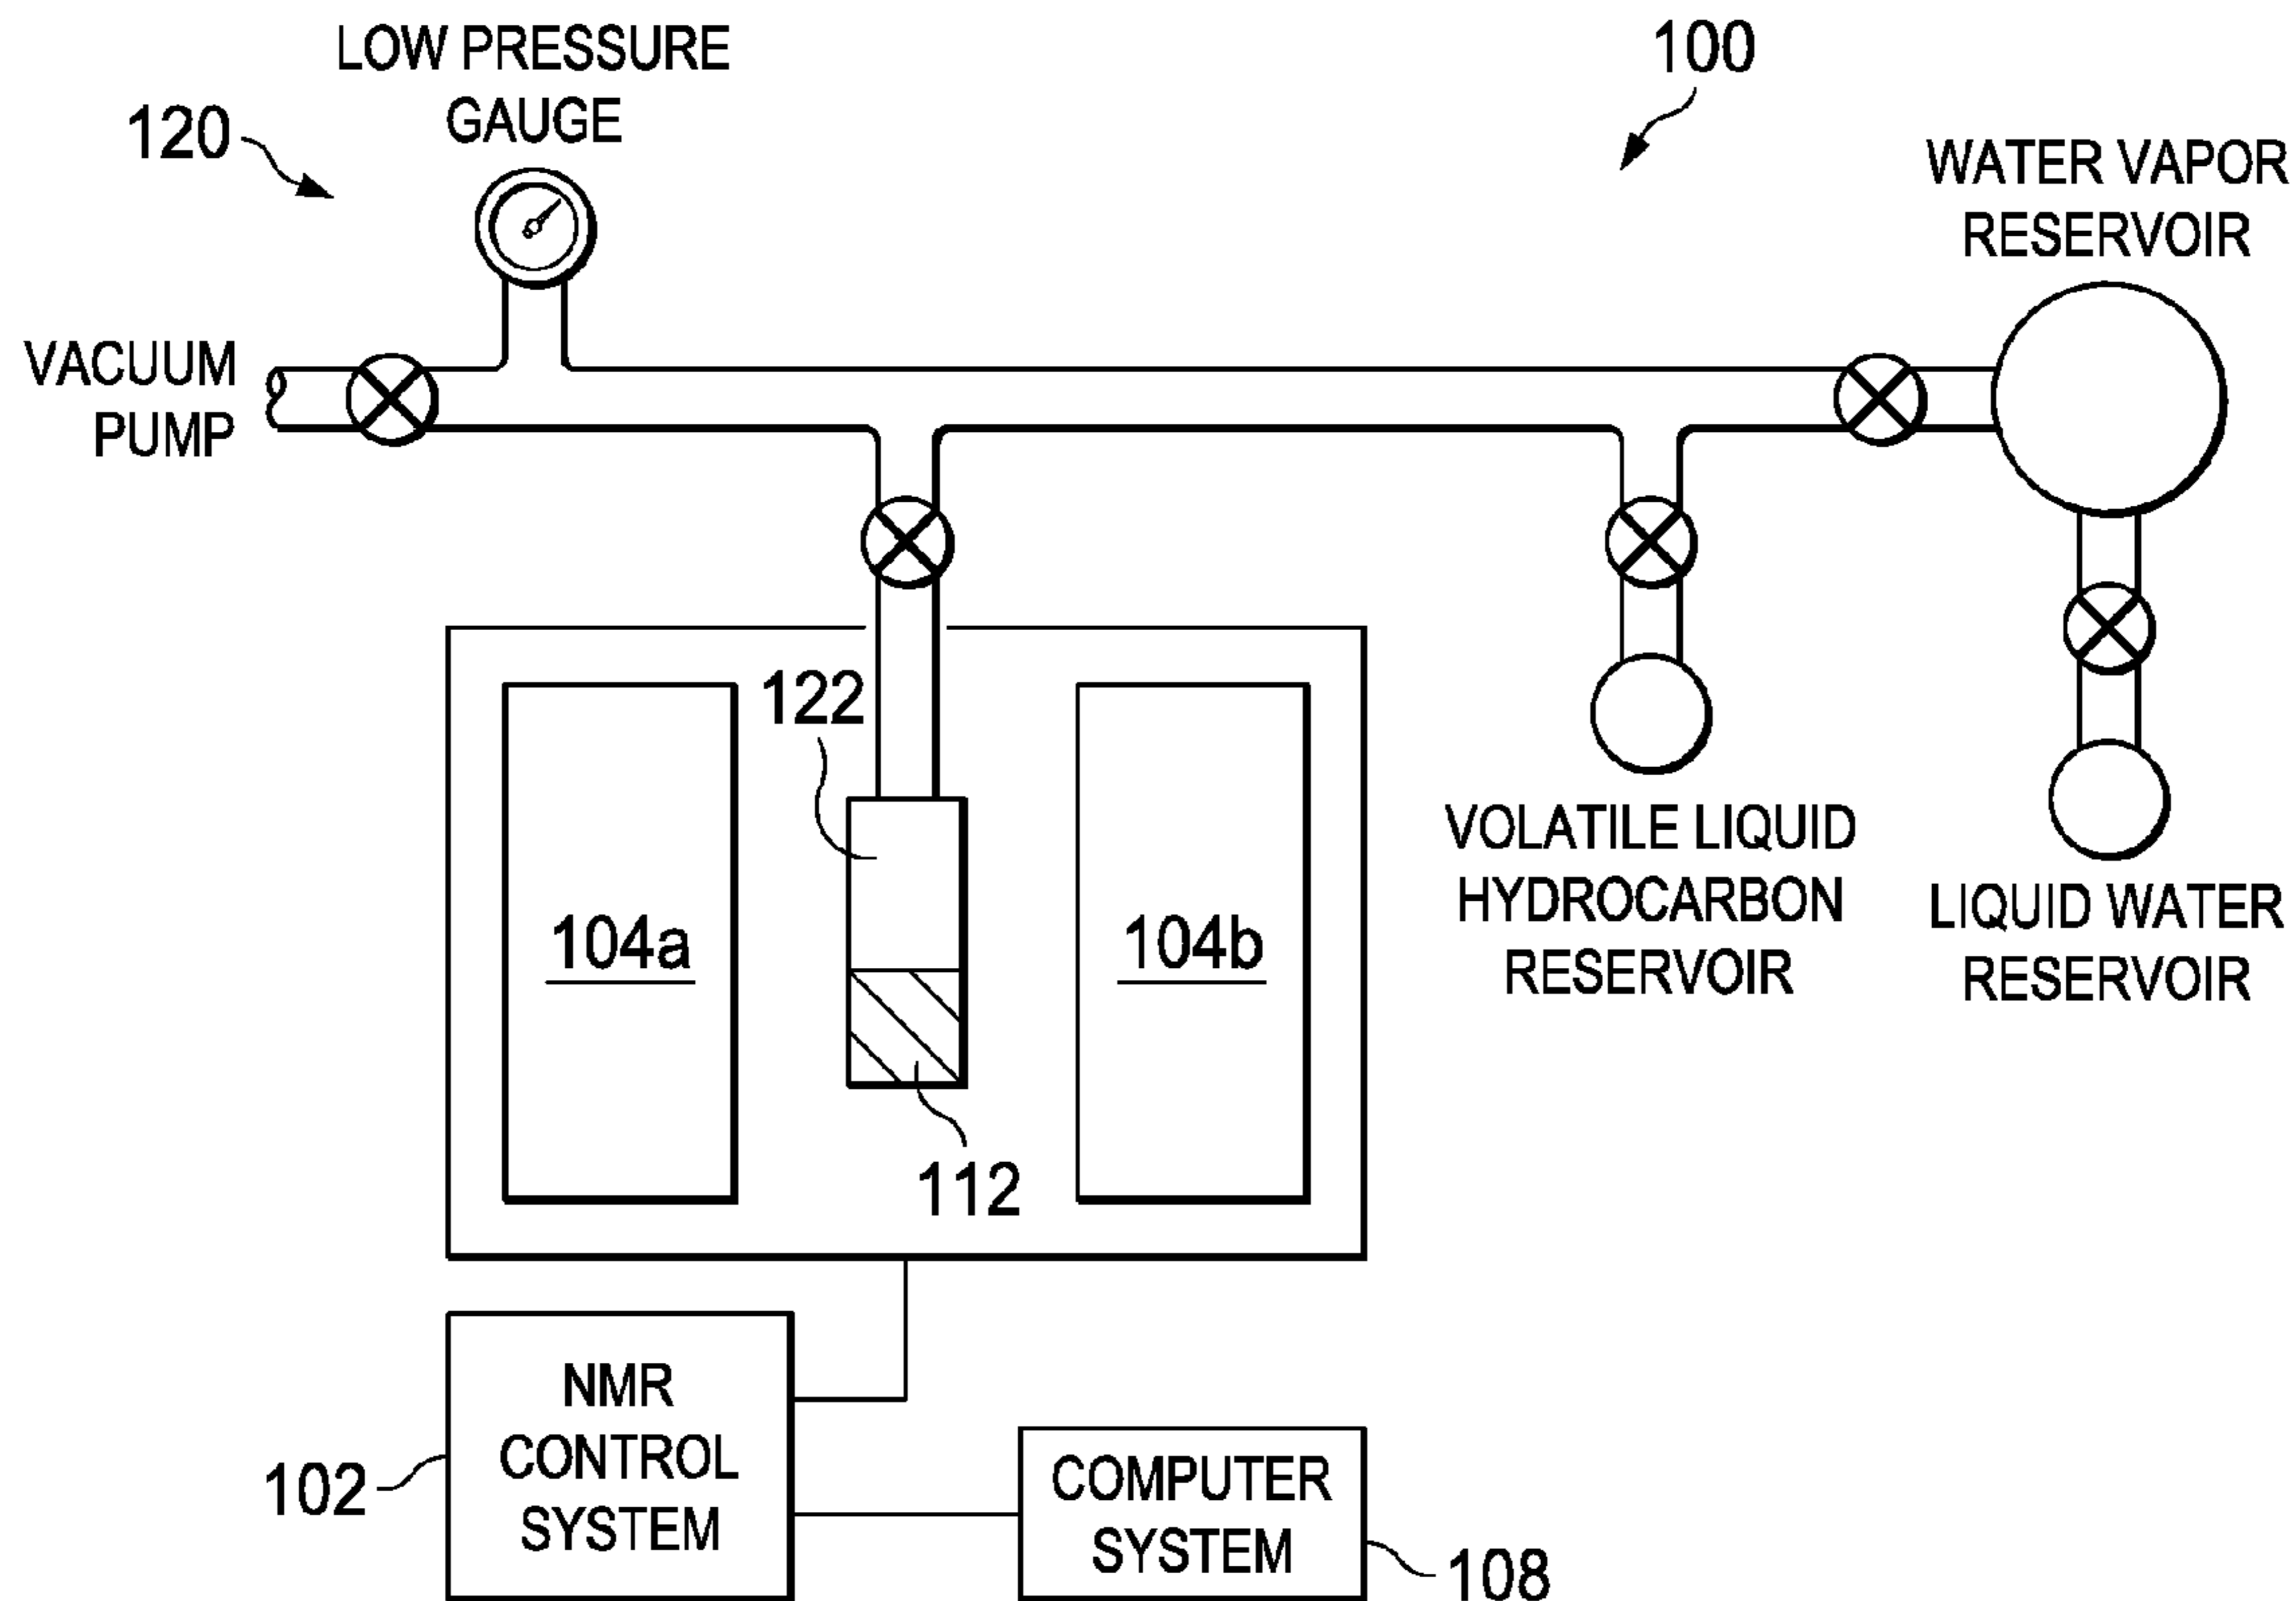 LOW PRESSURE
GAUGE
120
100
WATER VAPOR
RESERVOIR
VACUUM
PUMP
122
104a
104b
112
VOLATILE LIQUID
HYDROCARBON
RESERVOIR
LIQUID WATER
RESERVOIR
NMR
CONTROL
SYSTEM
102
COMPUTER
SYSTEM
108